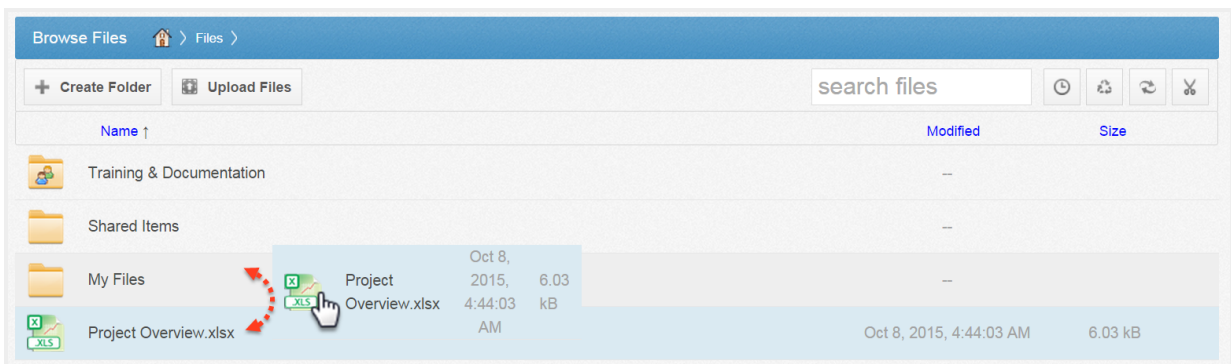 Browse Files Files
Create Folder Upload Files search files
Name ↑ Modified Size
Training & Documentation --
Shared Items --
My Files --
X
.XLS
Project
Overview.xlsx
Oct 8,
2015,
4:44:03
AM
6.03
kB
X
.XLS
Project Overview.xlsx Oct 8, 2015, 4:44:03 AM 6.03 kB